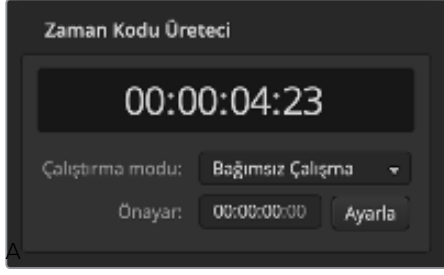 Zaman Kodu Üreteci
00:00:04:23
Çalıştırma modu: Bağımsız Çalışma
Önayar: 00:00:00:00 Ayarla
A